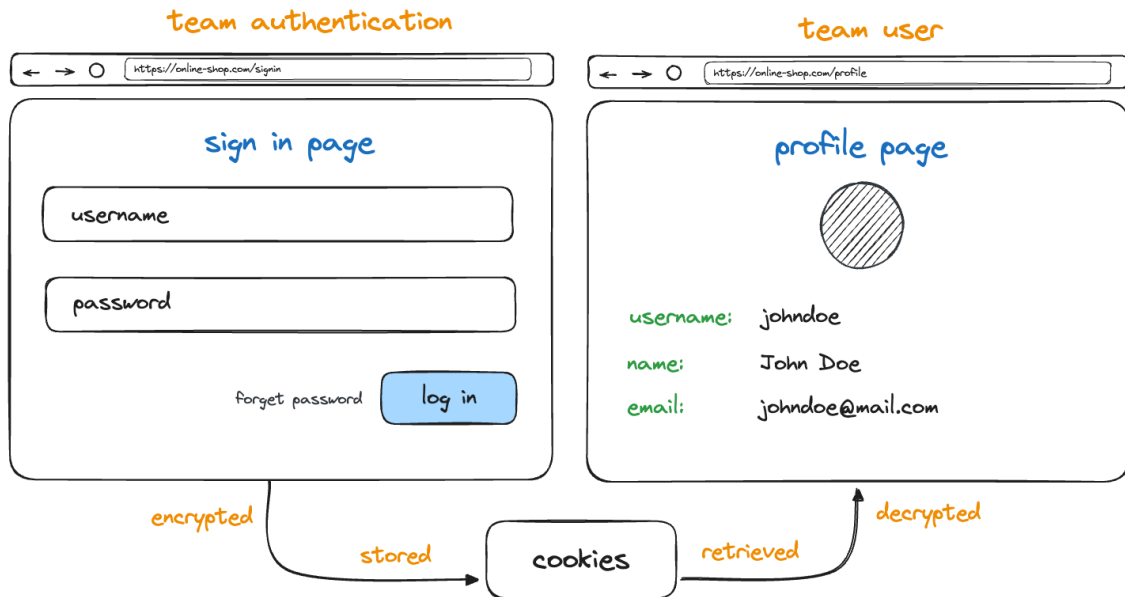 team authentication
https://online-shop.com/signin
sign in page
username
password
forget password
log in
team user
https://online-shop.com/profile
profile page
username: johndoe
name: John Doe
email: johndoe@mail.com
encrypted
stored
cookies
retrieved
decrypted